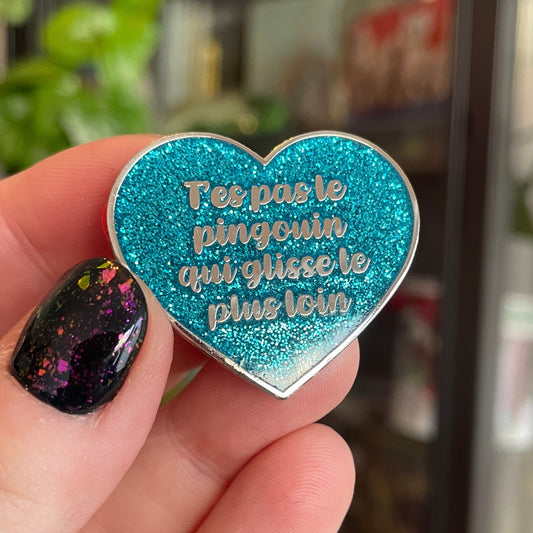 T'es pas le
pingouin
qui glisse le
plus loin